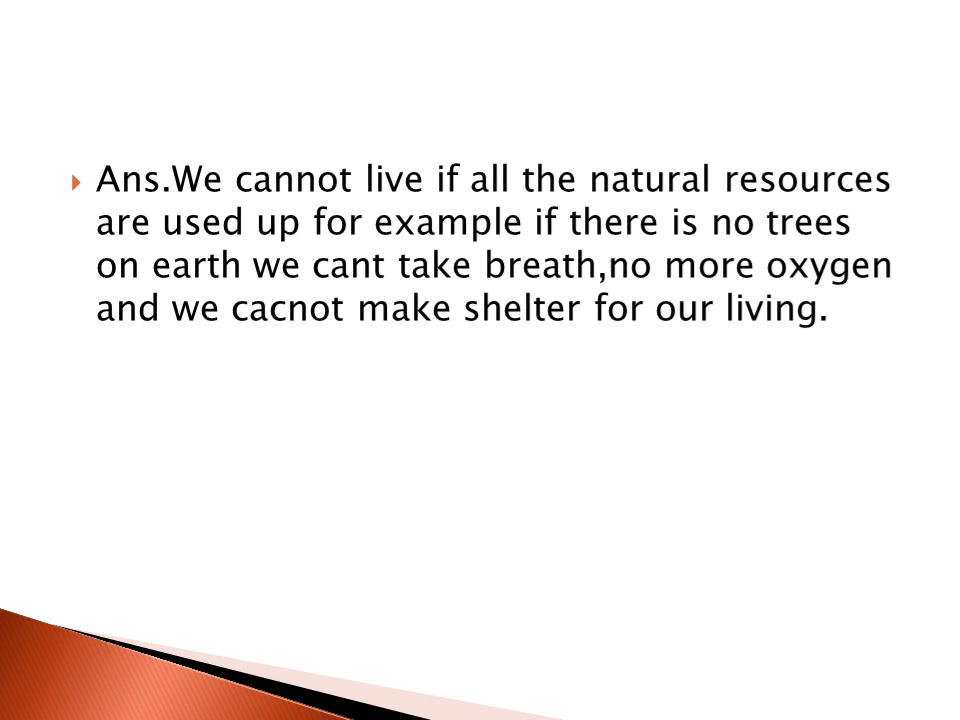 Ans.We cannot live if all the natural resources
are used up for example if there is no trees
on earth we cant take breath,no more oxygen
and we cacnot make shelter for our living.